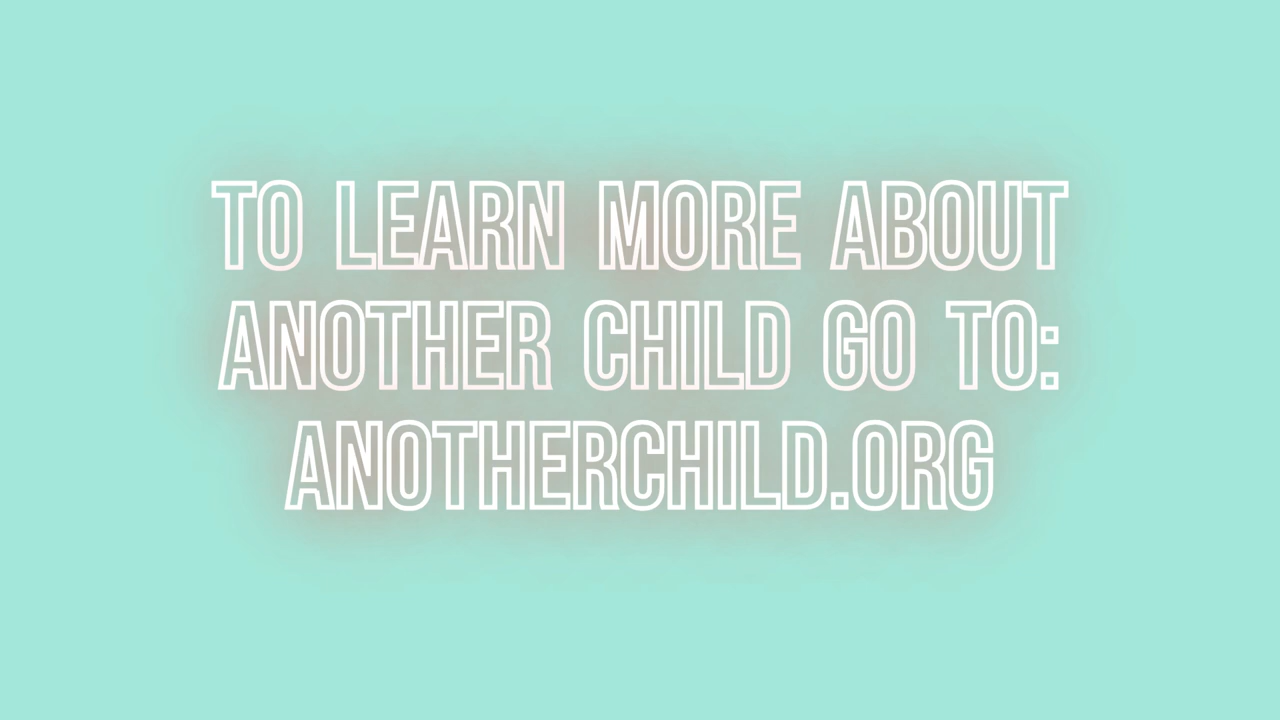 TO LEARN MORE ABOUT
ANOTHER CHILD GO TO:
ANOTHERCHILD.ORG